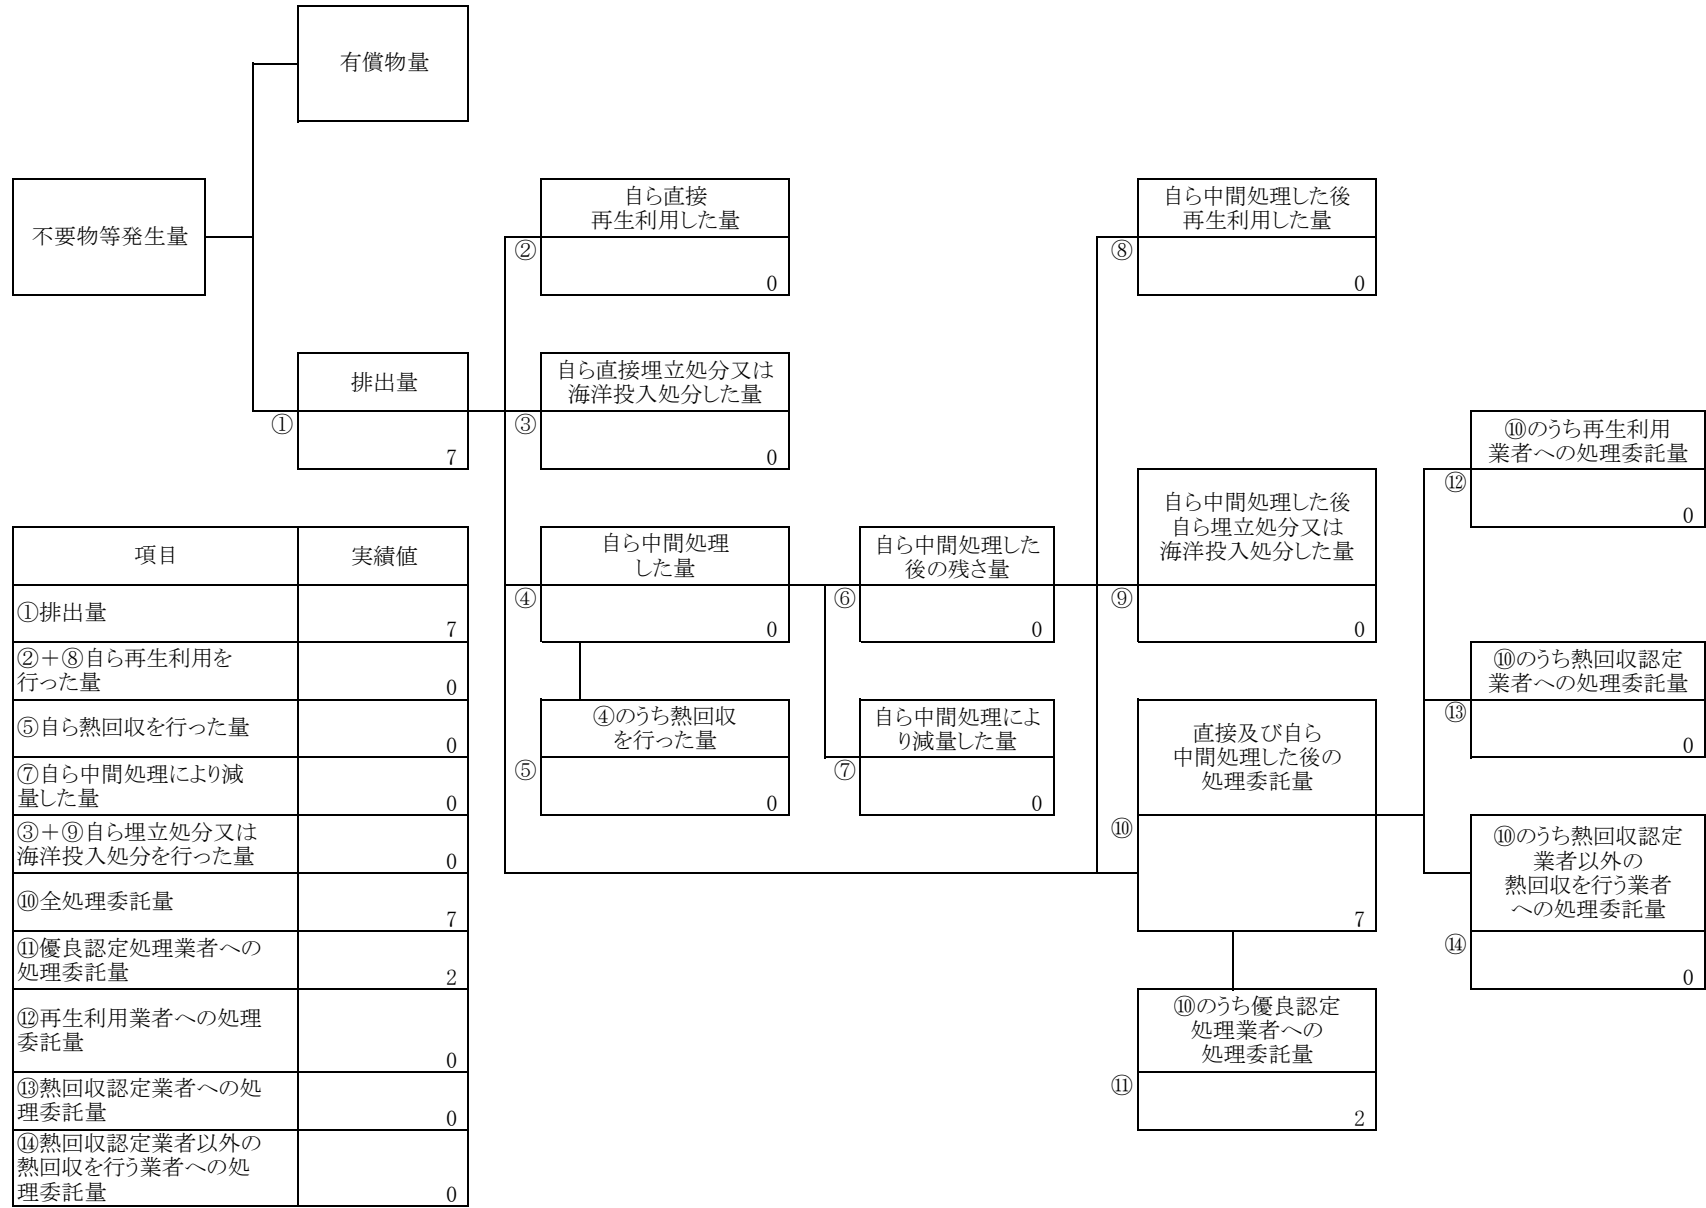 有償物量
不要物等発生量
排出量
①
7
自ら直接
再生利用した量
②
0
自ら直接埋立処分又は
海洋投入処分した量
③
0
自ら中間処理
した量
④
0
④のうち熱回収
を行った量
⑤
0
自ら中間処理した
後の残さ量
⑥
0
自ら中間処理によ
り減量した量
⑦
0
自ら中間処理した後
再生利用した量
⑧
0
自ら中間処理した後
自ら埋立処分又は
海洋投入処分した量
⑨
0
直接及び自ら
中間処理した後の
処理委託量
⑩
7
⑩のうち優良認定
処理業者への
処理委託量
⑪
2
⑩のうち再生利用
業者への処理委託量
⑫
0
⑩のうち熱回収認定
業者への処理委託量
⑬
0
⑩のうち熱回収認定
業者以外の
熱回収を行う業者
への処理委託量
⑭
0
項目 実績値
①排出量
7
②＋⑧自ら再生利用を
行った量
0
⑤自ら熱回収を行った量
0
⑦自ら中間処理により減
量した量
0
③＋⑨自ら埋立処分又は
海洋投入処分を行った量
0
⑩全処理委託量
7
⑪優良認定処理業者への
処理委託量
2
⑫再生利用業者への処理
委託量
0
⑬熱回収認定業者への処
理委託量
0
⑭熱回収認定業者以外の
熱回収を行う業者への処
理委託量
0